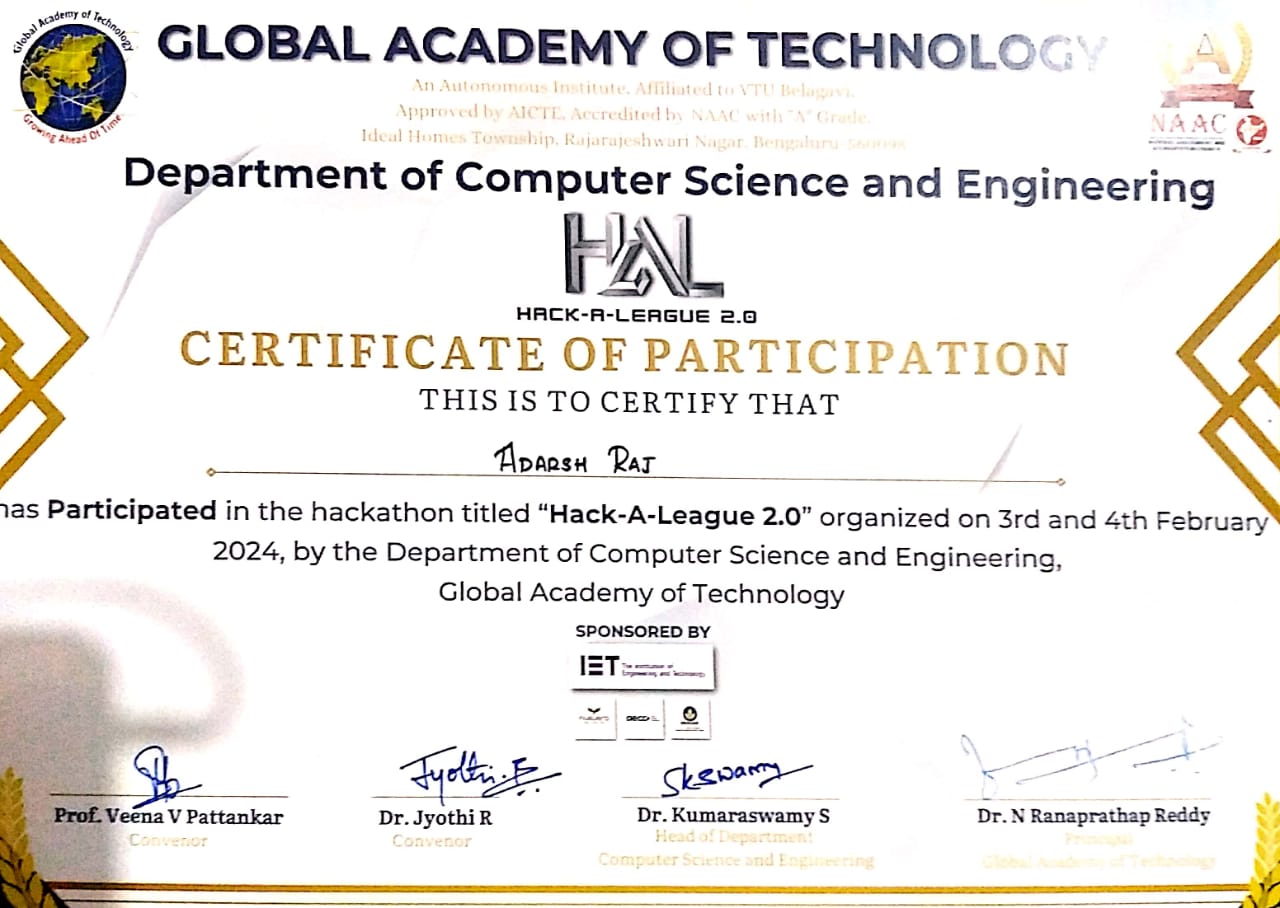 Global Academy of Technology
Growing Ahead Of Time
GLOBAL ACADEMY OF TECHNOLOGY
An Autonomous Institute, Affiliated to VTU Belagavi.
Approved by AICTE, Accredited by NAAC with "A" Grade.
Ideal Homes Township, Rajarajeshwari Nagar, Bengaluru-560098
A
NAAC
Department of Computer Science and Engineering
HAL
HACK-A-LEAGUE 2.0
CERTIFICATE OF PARTICIPATION
THIS IS TO CERTIFY THAT
ADARSH RAJ
has Participated in the hackathon titled “Hack-A-League 2.0” organized on 3rd and 4th February
2024, by the Department of Computer Science and Engineering,
Global Academy of Technology
SPONSORED BY
IET The Institution of
Engineering and Technology
Jyothi.R
SKSwamy
Prof. Veena V Pattankar
Convenor
Dr. Jyothi R
Convenor
Dr. Kumaraswamy S
Head of Department
Computer Science and Engineering
Dr. N Ranaprathap Reddy
Principal
Global Academy of Technology